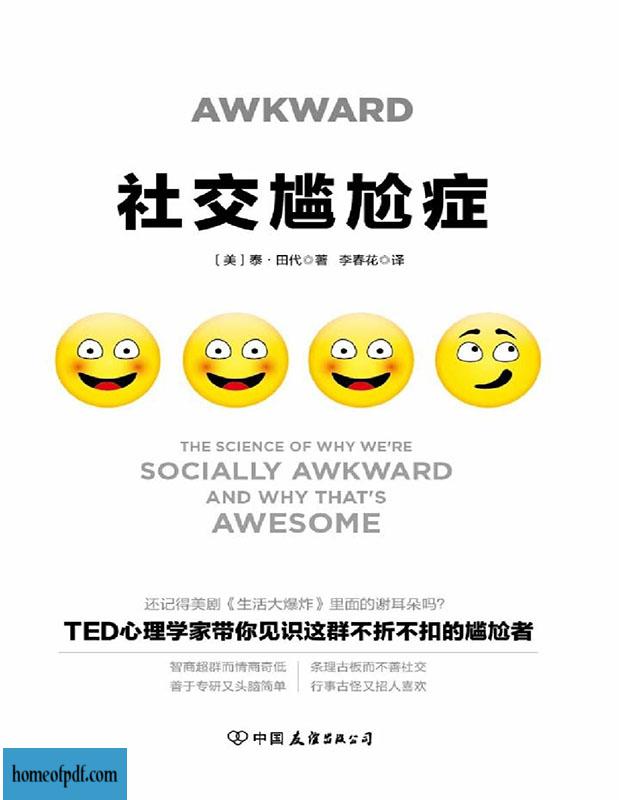 AWKWARD
社交尴尬症
［美］泰·田代◎著 李春花◎译
THE SCIENCE OF WHY WE'RE
SOCIALLY AWKWARD
AND WHY THAT'S
AWESOME
还记得美剧《生活大爆炸》里面的谢耳朵吗？
TED心理学家带你见识这群不折不扣的尴尬者
智商超群而情商奇低 条理古板而不善社交
善于专研又头脑简单 行事古怪又招人喜欢
中国友谊出版公司
homeofpdf.com